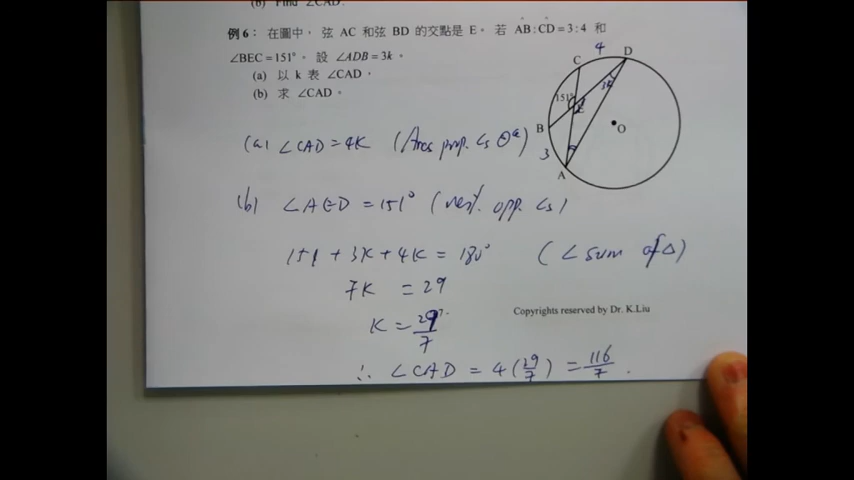 (b) Find ∠CAD.
例 6： 在圖中， 弦 AC 和弦 BD 的交點是 E。 若 AB : CD = 3 : 4 和
∠BEC = 151°。 設 ∠ADB = 3k。
(a) 以 k 表 ∠CAD。
(b) 求 ∠CAD。
4
D
C
3k
151°
E
B
O
3
A
(a) ∠CAD = 4K (Arcs prop. ∠s ⊙ce)
(b) ∠AED = 151° (vert. opp. ∠s)
151 + 3K + 4K = 180° (∠ sum of Δ)
7K = 29
K = 29/7
Copyrights reserved by Dr. K.Liu
∴ ∠CAD = 4 (29/7) = 116/7 .